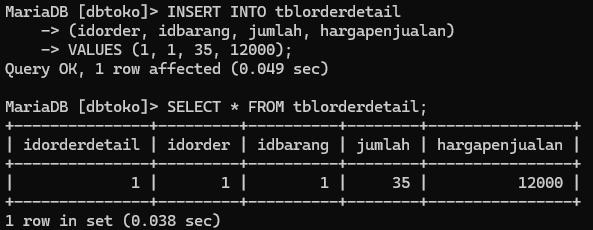 MariaDB [dbtoko]> INSERT INTO tblorderdetail
    -> (idorder, idbarang, jumlah, hargapenjualan)
    -> VALUES (1, 1, 35, 12000);
Query OK, 1 row affected (0.049 sec)

MariaDB [dbtoko]> SELECT * FROM tblorderdetail;
+---------------+---------+----------+--------+----------------+
| idorderdetail | idorder | idbarang | jumlah | hargapenjualan |
+---------------+---------+----------+--------+----------------+
|             1 |       1 |        1 |     35 |          12000 |
+---------------+---------+----------+--------+----------------+
1 row in set (0.038 sec)